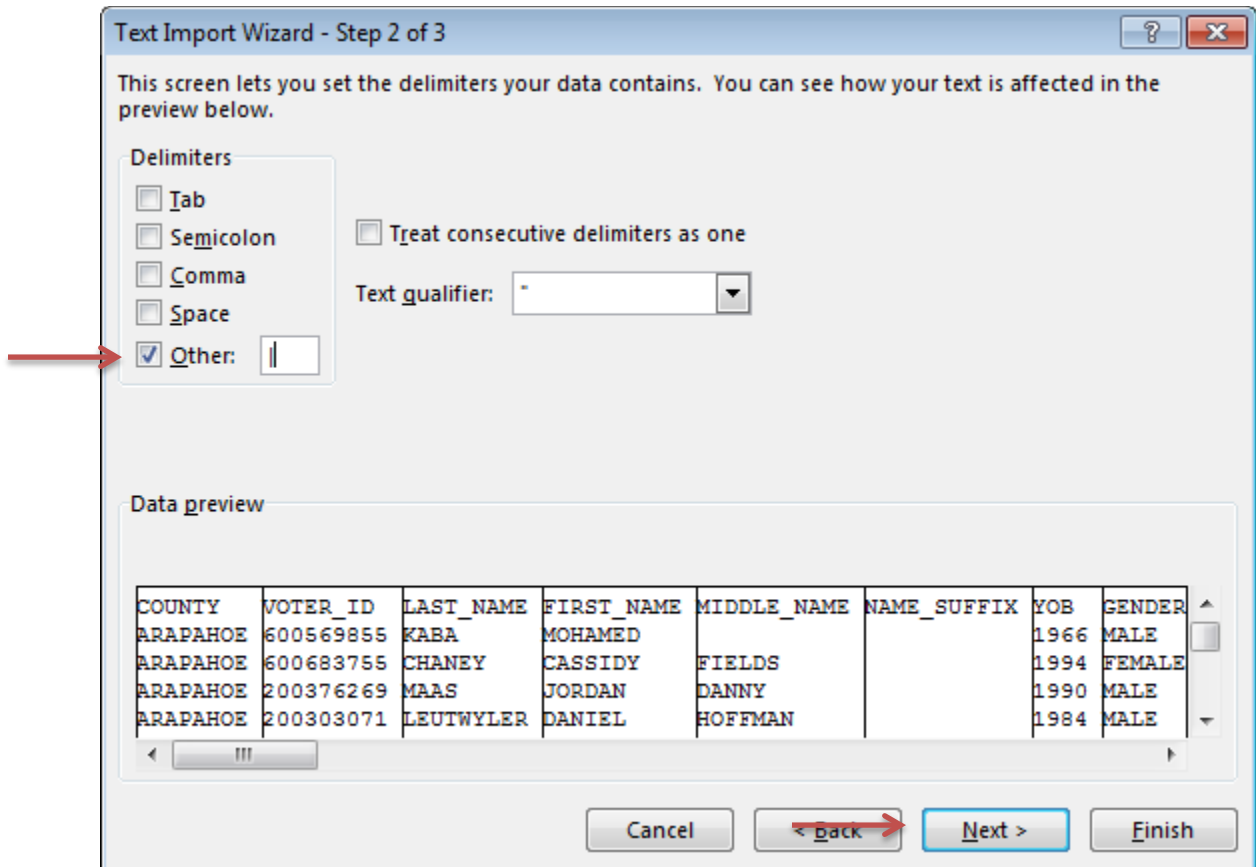 Text Import Wizard - Step 2 of 3
This screen lets you set the delimiters your data contains.  You can see how your text is affected in the
preview below.
Delimiters
Tab
Semicolon
Comma
Space
Other: |
Treat consecutive delimiters as one
Text qualifier: "
Data preview
COUNTY VOTER_ID LAST_NAME FIRST_NAME MIDDLE_NAME NAME_SUFFIX YOB GENDER
ARAPAHOE 600569855 KABA MOHAMED 1966 MALE
ARAPAHOE 600683755 CHANEY CASSIDY FIELDS 1994 FEMALE
ARAPAHOE 200376269 MAAS JORDAN DANNY 1990 MALE
ARAPAHOE 200303071 LEUTWYLER DANIEL HOFFMAN 1984 MALE
Cancel < Back Next > Finish